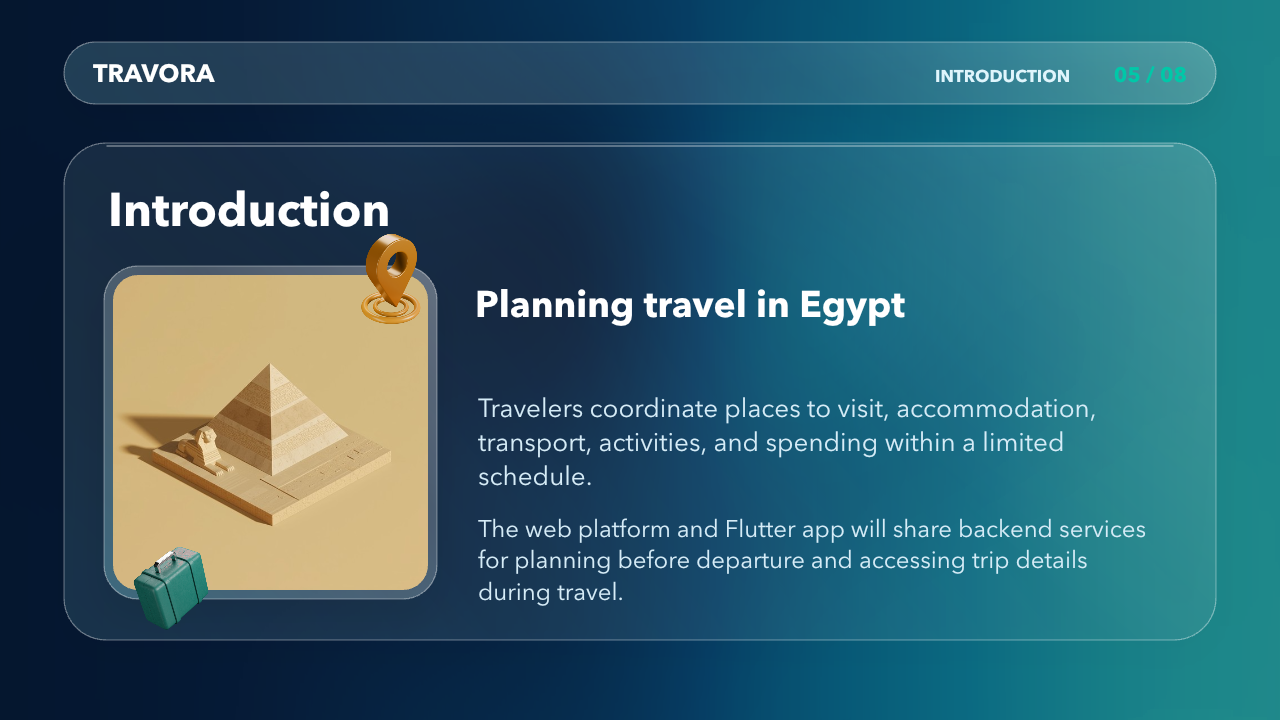 TRAVORA
INTRODUCTION 05 / 08
Introduction
Planning travel in Egypt
Travelers coordinate places to visit, accommodation,
transport, activities, and spending within a limited
schedule.
The web platform and Flutter app will share backend services
for planning before departure and accessing trip details
during travel.